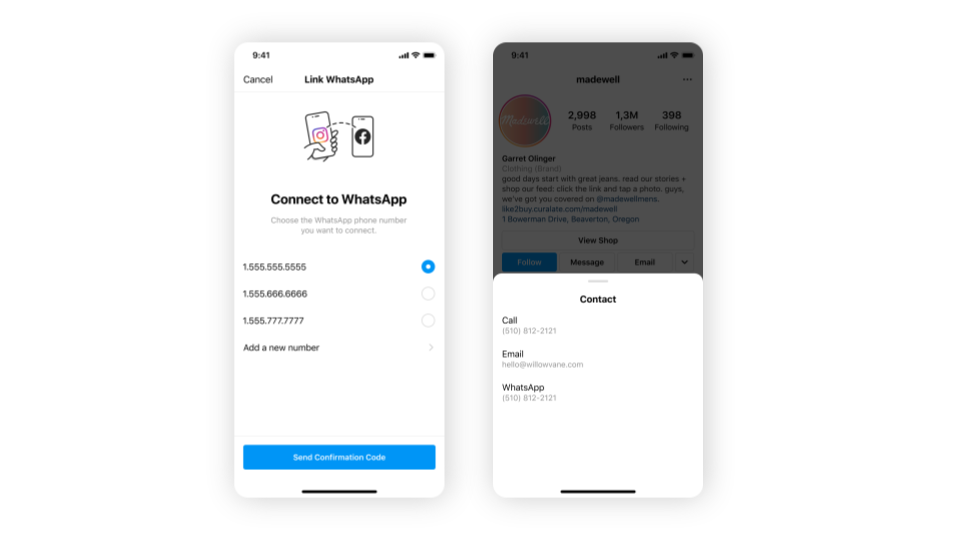 9:41
Cancel
Link WhatsApp
Connect to WhatsApp
Choose the WhatsApp phone number
you want to connect.
1.555.555.5555
1.555.666.6666
1.555.777.7777
Add a new number
Send Confirmation Code
9:41
madewell
Madewell
2,998
1,3M
398
Posts
Followers
Following
Garret Olinger
Clothing (Brand)
good days start with great jeans. read our stories +
shop our feed: click the link and tap a photo. guys,
we've got you covered on @madewellmens.
like2buy.curalate.com/madewell
1 Bowerman Drive, Beaverton, Oregon
View Shop
Follow
Message
Email
Contact
Call
(510) 812-2121
Email
hello@willowvane.com
WhatsApp
(510) 812-2121